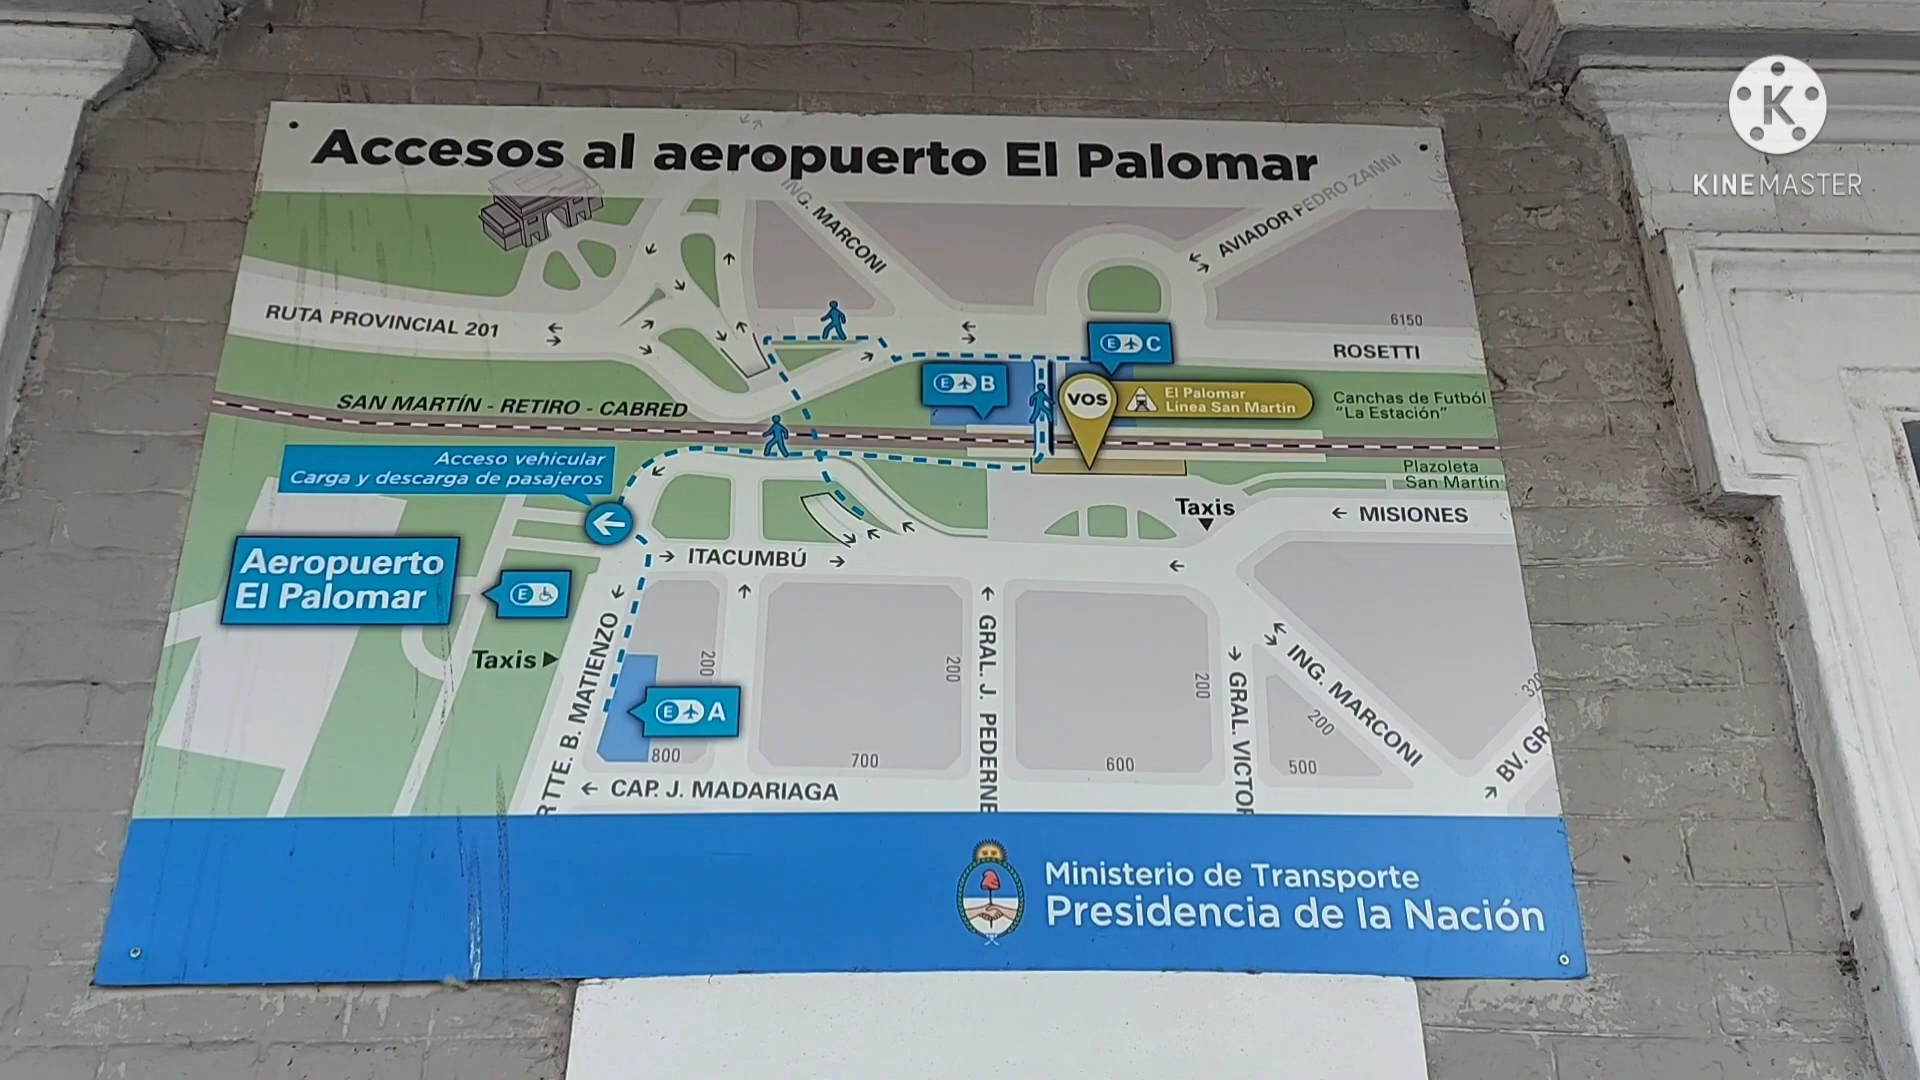 Accesos al aeropuerto El Palomar
K
KINEMASTER
ING. MARCONI
AVIADOR PEDRO ZANNI
RUTA PROVINCIAL 201
6150
ROSETTI
E C
E B
VOS
El Palomar
Línea San Martín
Canchas de Futból
"La Estación"
SAN MARTÍN - RETIRO - CABRED
Acceso vehicular
Carga y descarga de pasajeros
Plazoleta
San Martín
Taxis
MISIONES
ITACUMBÚ
Aeropuerto
El Palomar
E
Taxis
RTTE. B. MATIENZO
200
200
GRAL. J. PEDERNE
200
GRAL. VICTOR
ING. MARCONI
200
320
BV. GR
E A
800
700
600
500
CAP. J. MADARIAGA
Ministerio de Transporte
Presidencia de la Nación